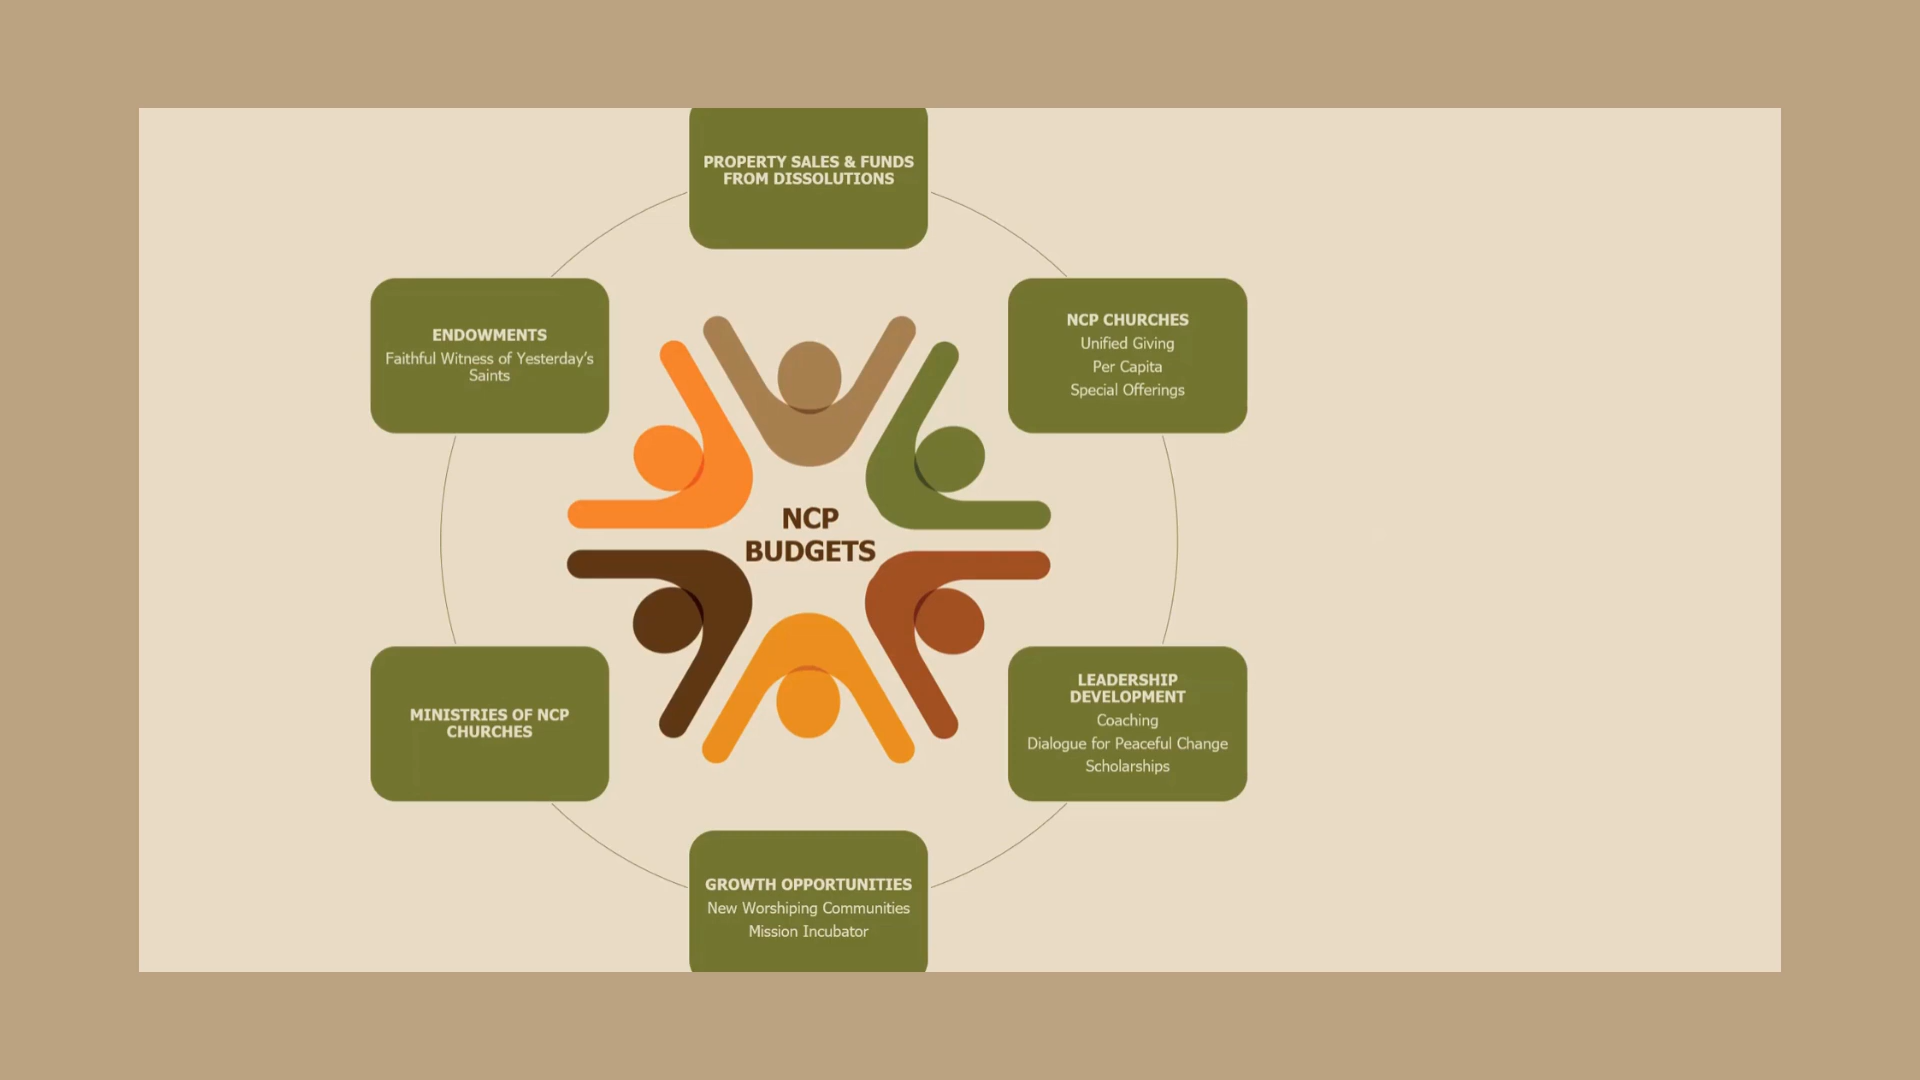 PROPERTY SALES & FUNDS
FROM DISSOLUTIONS
ENDOWMENTS
Faithful Witness of Yesterday’s
Saints
NCP CHURCHES
Unified Giving
Per Capita
Special Offerings
NCP
BUDGETS
MINISTRIES OF NCP
CHURCHES
LEADERSHIP
DEVELOPMENT
Coaching
Dialogue for Peaceful Change
Scholarships
GROWTH OPPORTUNITIES
New Worshiping Communities
Mission Incubator